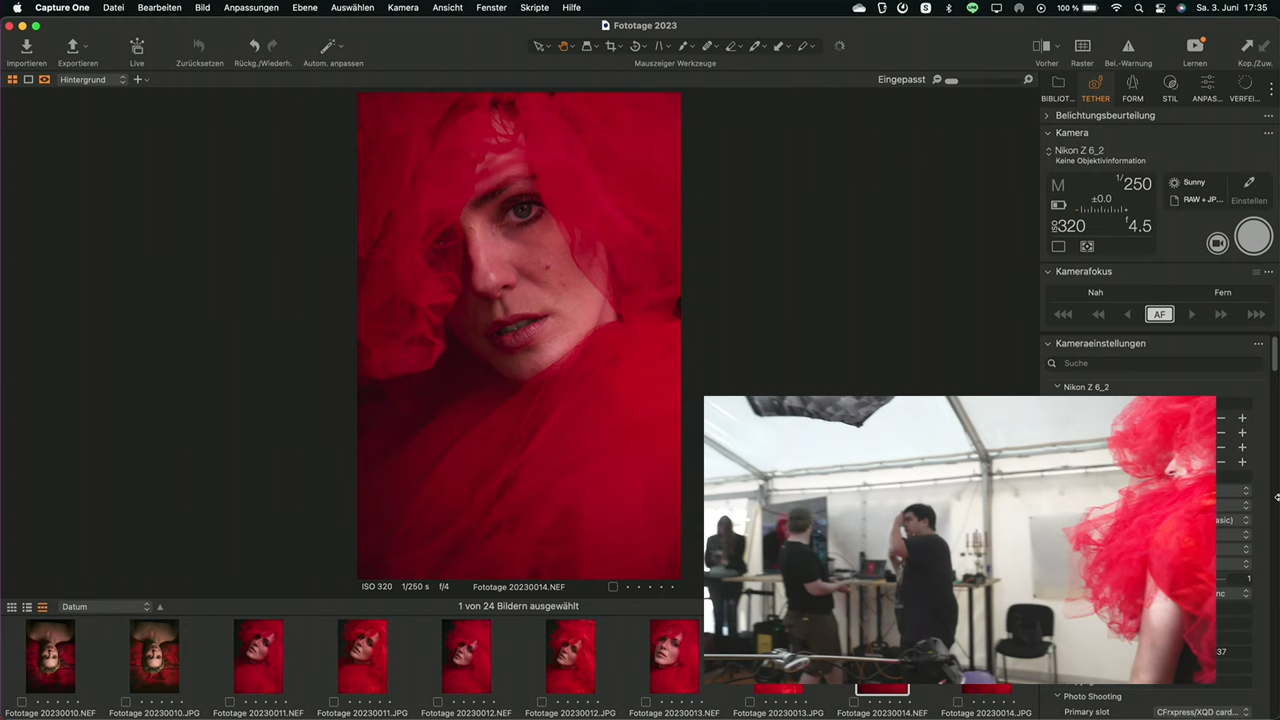 Capture One Datei Bearbeiten Bild Anpassungen Ebene Auswählen Kamera Ansicht Fenster Skripte Hilfe 100 % Sa. 3. Juni 17:35
Fototage 2023
Importieren Exportieren Live Zurücksetzen Rückg./Wiederh. Autom. anpassen Mauszeiger Werkzeuge Vorher Raster Bel.-Warnung Lernen Kop./Zuw.
Hintergrund Eingepasst
BIBLIOT... TETHER FORM STIL ANPAS... VERFEI...
Belichtungsbeurteilung
Kamera
Nikon Z 6_2
Keine Objektivinformation
M 1/250 Sunny
±0.0 RAW + JP... Einstellen
ISO 320 f 4.5
Kamerafokus
Nah Fern
AF
Kameraeinstellungen
Suche
Nikon Z 6_2
asic)
1
nc
37
Photo Shooting
Primary slot CFexpress/XQD card...
ISO 320 1/250 s f/4 Fototage 20230014.NEF
Datum 1 von 24 Bildern ausgewählt
Fototage 20230010.NEF Fototage 20230010.JPG Fototage 20230011.NEF Fototage 20230011.JPG Fototage 20230012.NEF Fototage 20230012.JPG Fototage 20230013.NEF Fototage 20230013.JPG Fototage 20230014.NEF Fototage 20230014.JPG